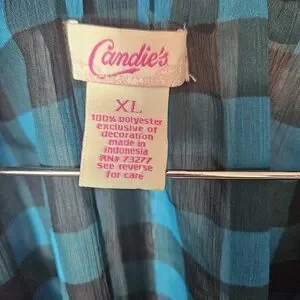 Candie's
XL
100% polyester
exclusive of
decoration
made in
Indonesia
RN# 73277
See reverse
for care